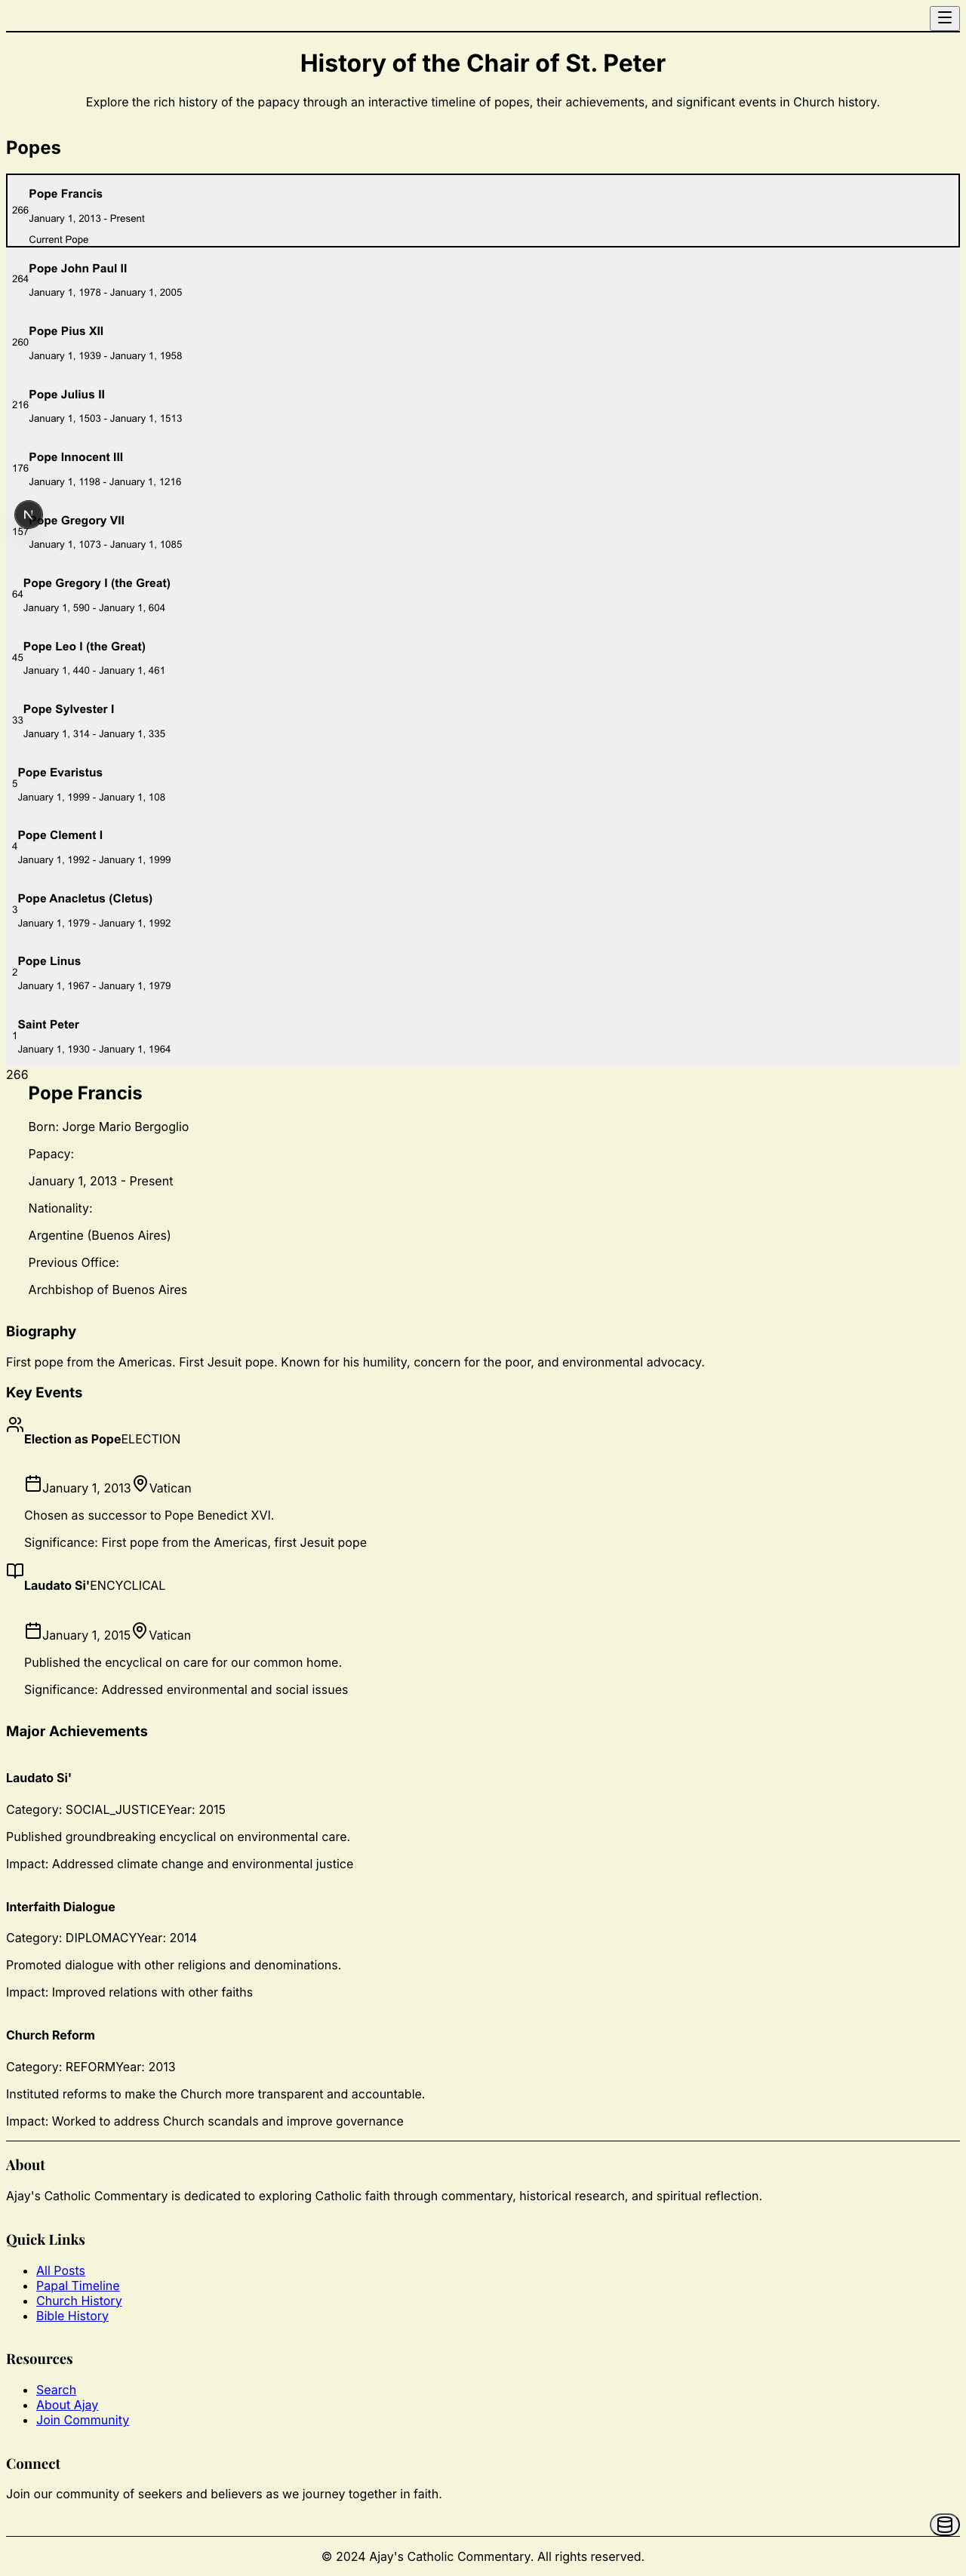 History of the Chair of St. Peter
Explore the rich history of the papacy through an interactive timeline of popes, their achievements, and significant events in Church history.
Popes
Pope Francis
266
January 1, 2013 - Present
Current Pope
Pope John Paul II
264
January 1, 1978 - January 1, 2005
Pope Pius XII
260
January 1, 1939 - January 1, 1958
Pope Julius II
216
January 1, 1503 - January 1, 1513
Pope Innocent III
176
January 1, 1198 - January 1, 1216
N
Pope Gregory VII
157
January 1, 1073 - January 1, 1085
Pope Gregory I (the Great)
64
January 1, 590 - January 1, 604
Pope Leo I (the Great)
45
January 1, 440 - January 1, 461
Pope Sylvester I
33
January 1, 314 - January 1, 335
Pope Evaristus
5
January 1, 1999 - January 1, 108
Pope Clement I
4
January 1, 1992 - January 1, 1999
Pope Anacletus (Cletus)
3
January 1, 1979 - January 1, 1992
Pope Linus
2
January 1, 1967 - January 1, 1979
Saint Peter
1
January 1, 1930 - January 1, 1964
266
Pope Francis
Born: Jorge Mario Bergoglio
Papacy:
January 1, 2013 - Present
Nationality:
Argentine (Buenos Aires)
Previous Office:
Archbishop of Buenos Aires
Biography
First pope from the Americas. First Jesuit pope. Known for his humility, concern for the poor, and environmental advocacy.
Key Events
Election as PopeELECTION
January 1, 2013 Vatican
Chosen as successor to Pope Benedict XVI.
Significance: First pope from the Americas, first Jesuit pope
Laudato Si'ENCYCLICAL
January 1, 2015 Vatican
Published the encyclical on care for our common home.
Significance: Addressed environmental and social issues
Major Achievements
Laudato Si'
Category: SOCIAL_JUSTICEYear: 2015
Published groundbreaking encyclical on environmental care.
Impact: Addressed climate change and environmental justice
Interfaith Dialogue
Category: DIPLOMACYYear: 2014
Promoted dialogue with other religions and denominations.
Impact: Improved relations with other faiths
Church Reform
Category: REFORMYear: 2013
Instituted reforms to make the Church more transparent and accountable.
Impact: Worked to address Church scandals and improve governance
About
Ajay's Catholic Commentary is dedicated to exploring Catholic faith through commentary, historical research, and spiritual reflection.
Quick Links
• All Posts
• Papal Timeline
• Church History
• Bible History
Resources
• Search
• About Ajay
• Join Community
Connect
Join our community of seekers and believers as we journey together in faith.
© 2024 Ajay's Catholic Commentary. All rights reserved.